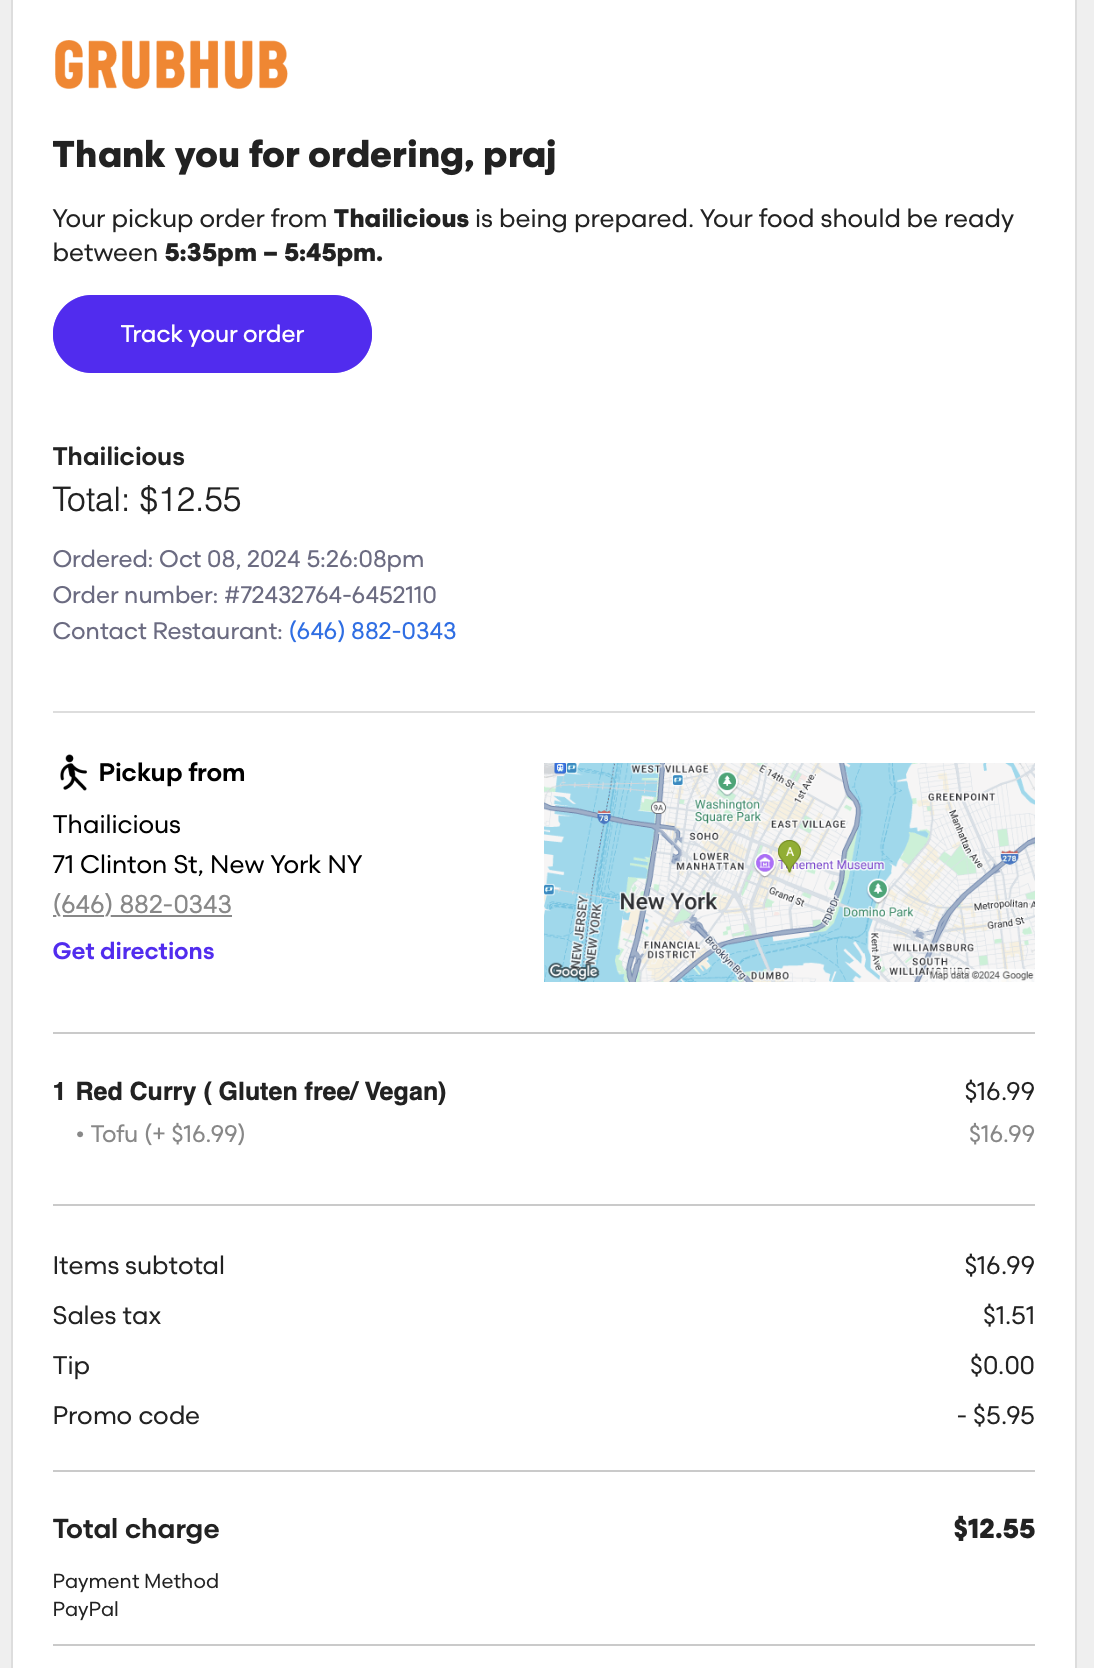 GRUBHUB
Thank you for ordering, praj
Your pickup order from Thailicious is being prepared. Your food should be ready
between 5:35pm – 5:45pm.
Track your order
Thailicious
Total: $12.55
Ordered: Oct 08, 2024 5:26:08pm
Order number: #72432764-6452110
Contact Restaurant: (646) 882-0343
Pickup from
Thailicious
71 Clinton St, New York NY
(646) 882-0343
Get directions
WEST VILLAGE
E 14th St
1st Ave.
GREENPOINT
9A
Washington
Square Park
78
EAST VILLAGE
Manhattan Ave
SOHO
A
LOWER
MANHATTAN
278
New York
Grand St
Domino Park
Metropolitan A
Grand St
NEW JERSEY
NEW YORK
FDR Dr
FINANCIAL
DISTRICT
Brooklyn Brg
Kent Ave
WILLIAMSBURG
SOUTH
DUMBO
Google
Map data ©2024 Google
1 Red Curry ( Gluten free/ Vegan) $16.99
• Tofu (+ $16.99) $16.99
Items subtotal $16.99
Sales tax $1.51
Tip $0.00
Promo code - $5.95
Total charge $12.55
Payment Method
PayPal